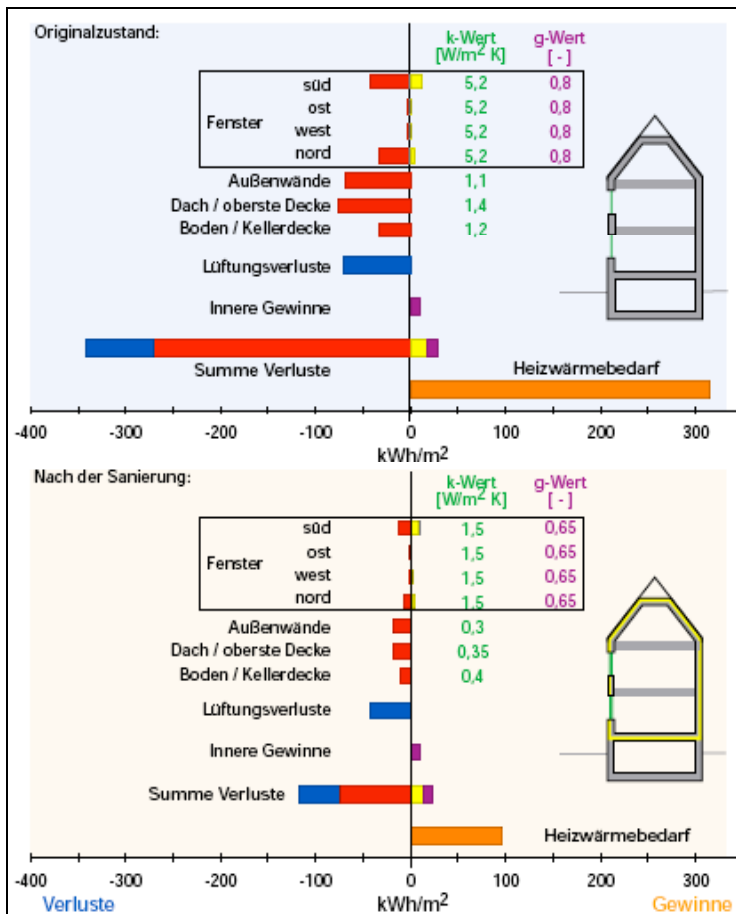 Originalzustand:
k-Wert g-Wert
[W/m² K] [ - ]
süd 5,2 0,8
ost 5,2 0,8
Fenster
west 5,2 0,8
nord 5,2 0,8
Außenwände 1,1
Dach / oberste Decke 1,4
Boden / Kellerdecke 1,2
Lüftungsverluste
Innere Gewinne
Summe Verluste Heizwärmebedarf
-400 -300 -200 -100 0 100 200 300
kWh/m²
Nach der Sanierung:
k-Wert g-Wert
[W/m² K] [ - ]
süd 1,5 0,65
ost 1,5 0,65
Fenster
west 1,5 0,65
nord 1,5 0,65
Außenwände 0,3
Dach / oberste Decke 0,35
Boden / Kellerdecke 0,4
Lüftungsverluste
Innere Gewinne
Summe Verluste
Heizwärmebedarf
-400 -300 -200 -100 0 100 200 300
Verluste kWh/m² Gewinne